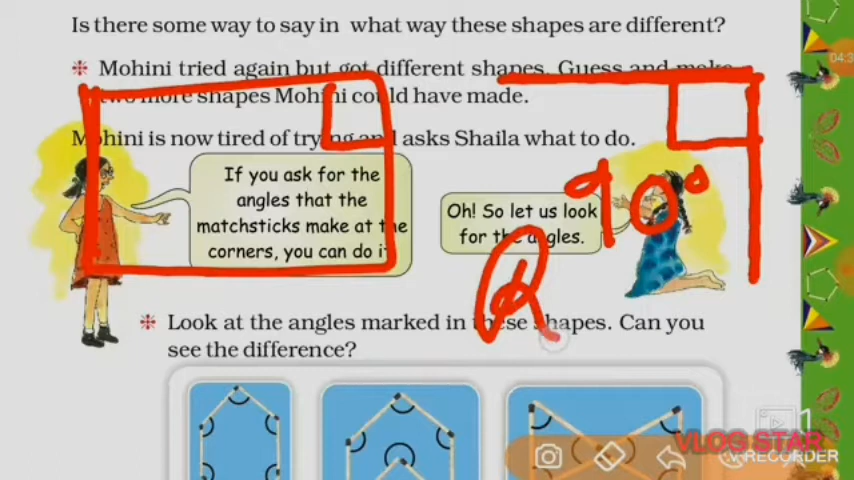 Is there some way to say in what way these shapes are different?
Mohini tried again but got different shapes. Guess and make
two more shapes Mohini could have made.
Mohini is now tired of trying and asks Shaila what to do.
If you ask for the
angles that the
matchsticks make at the
corners, you can do it
Oh! So let us look
for the angles.
90°
R
Look at the angles marked in these shapes. Can you
see the difference?
04:3
1
VLOG STAR
RECORDER